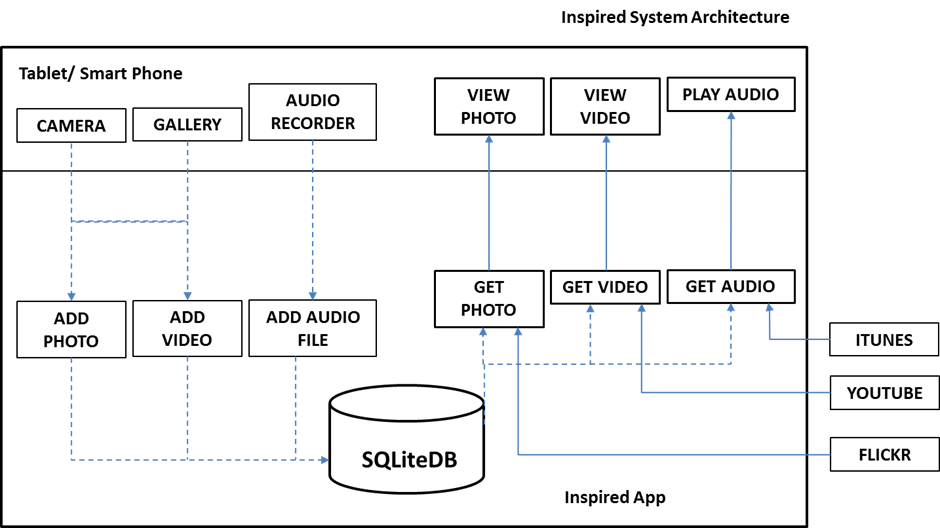 Inspired System Architecture
Tablet/ Smart Phone
CAMERA
GALLERY
AUDIO
RECORDER
VIEW
PHOTO
VIEW
VIDEO
PLAY AUDIO
ADD
PHOTO
ADD
VIDEO
ADD AUDIO
FILE
GET
PHOTO
GET VIDEO
GET AUDIO
ITUNES
YOUTUBE
FLICKR
SQLiteDB
Inspired App